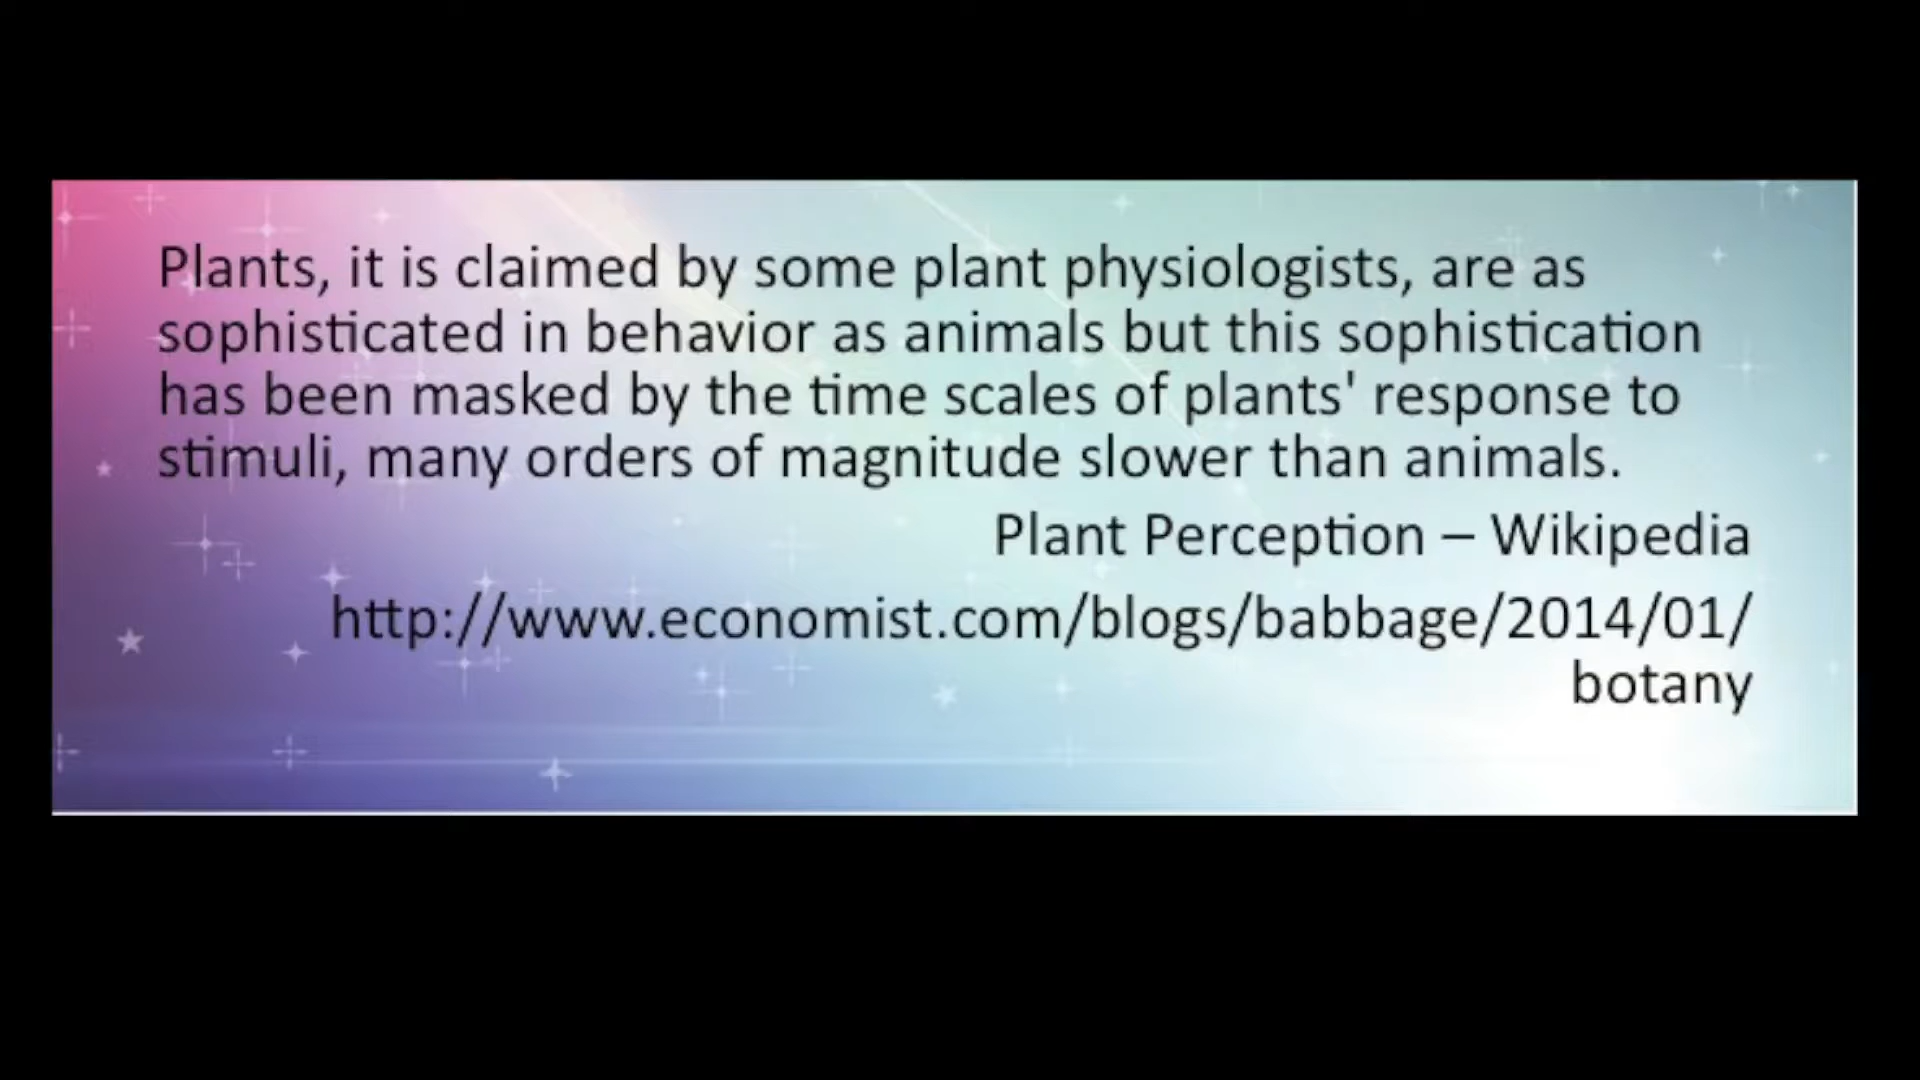 Plants, it is claimed by some plant physiologists, are as
sophisticated in behavior as animals but this sophistication
has been masked by the time scales of plants' response to
stimuli, many orders of magnitude slower than animals.
Plant Perception – Wikipedia
http://www.economist.com/blogs/babbage/2014/01/
botany